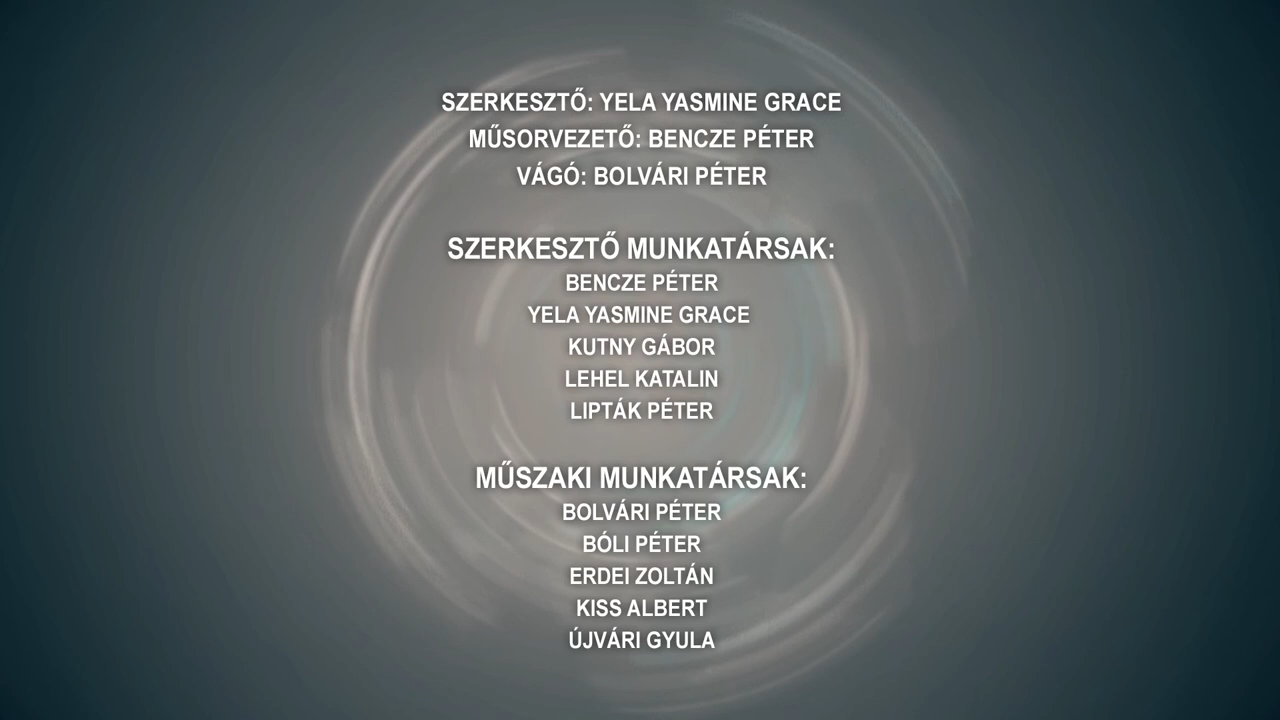 SZERKESZTŐ: YELA YASMINE GRACE
MŰSORVEZETŐ: BENCZE PÉTER
VÁGÓ: BOLVÁRI PÉTER
SZERKESZTŐ MUNKATÁRSAK:
BENCZE PÉTER
YELA YASMINE GRACE
KUTNY GÁBOR
LEHEL KATALIN
LIPTÁK PÉTER
MŰSZAKI MUNKATÁRSAK:
BOLVÁRI PÉTER
BÓLI PÉTER
ERDEI ZOLTÁN
KISS ALBERT
ÚJVÁRI GYULA